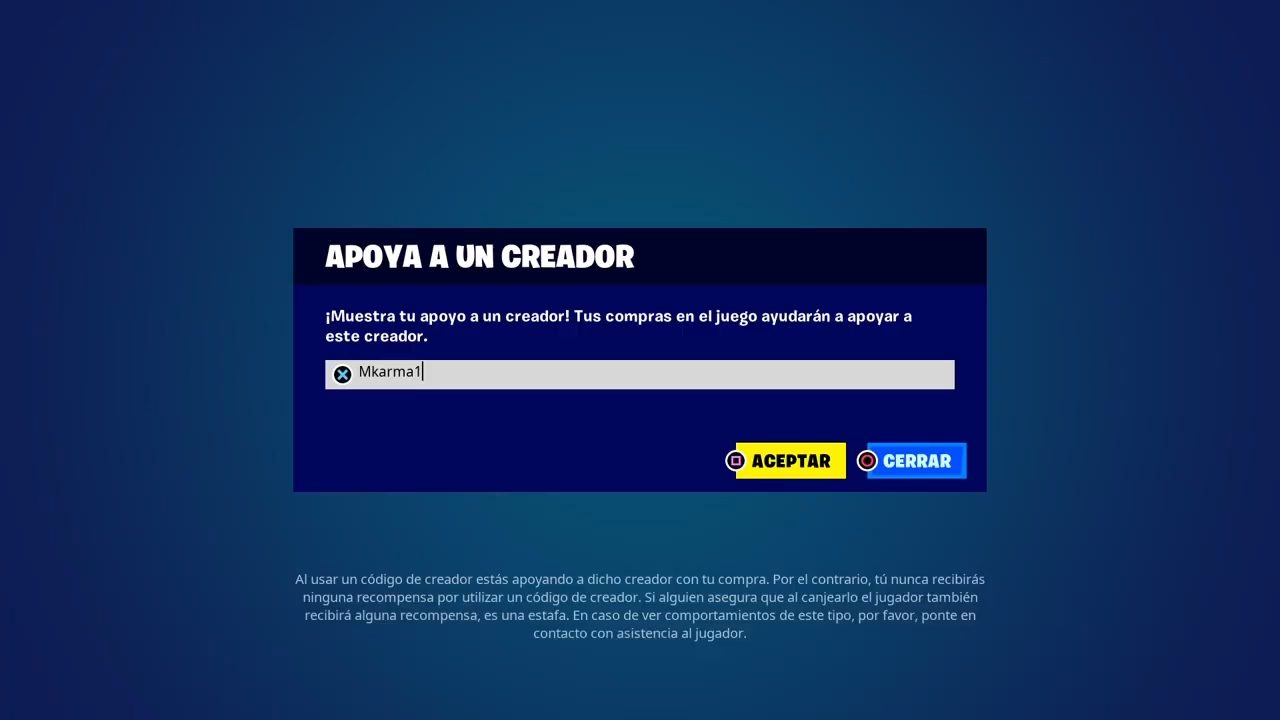 APOYA A UN CREADOR
¡Muestra tu apoyo a un creador! Tus compras en el juego ayudarán a apoyar a
este creador.
Mkarma1
ACEPTAR
CERRAR
Al usar un código de creador estás apoyando a dicho creador con tu compra. Por el contrario, tú nunca recibirás
ninguna recompensa por utilizar un código de creador. Si alguien asegura que al canjearlo el jugador también
recibirá alguna recompensa, es una estafa. En caso de ver comportamientos de este tipo, por favor, ponte en
contacto con asistencia al jugador.